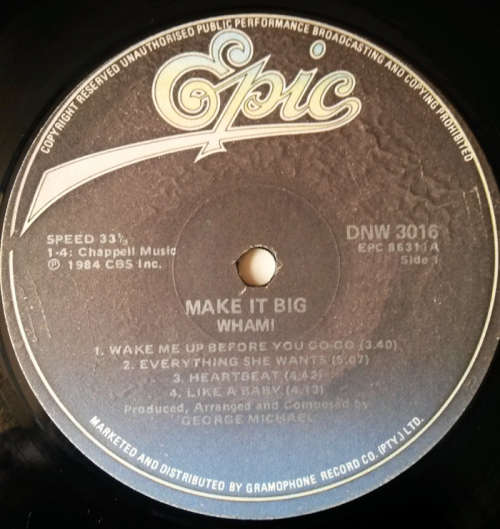 COPYRIGHT RESERVED UNAUTHORISED PUBLIC PERFORMANCE BROADCASTING AND COPYING PROHIBITED
Epic
SPEED 33⅓
1-4: Chappell Music
℗ 1984 CBS Inc.
DNW 3016
EPC 86311A
Side 1
MAKE IT BIG
WHAM!
1. WAKE ME UP BEFORE YOU GO-GO (3.40)
2. EVERYTHING SHE WANTS (5.07)
3. HEARTBEAT (4.42)
4. LIKE A BABY (4.13)
Produced, Arranged and Composed by
GEORGE MICHAEL
MARKETED AND DISTRIBUTED BY GRAMOPHONE RECORD CO. (PTY.) LTD.